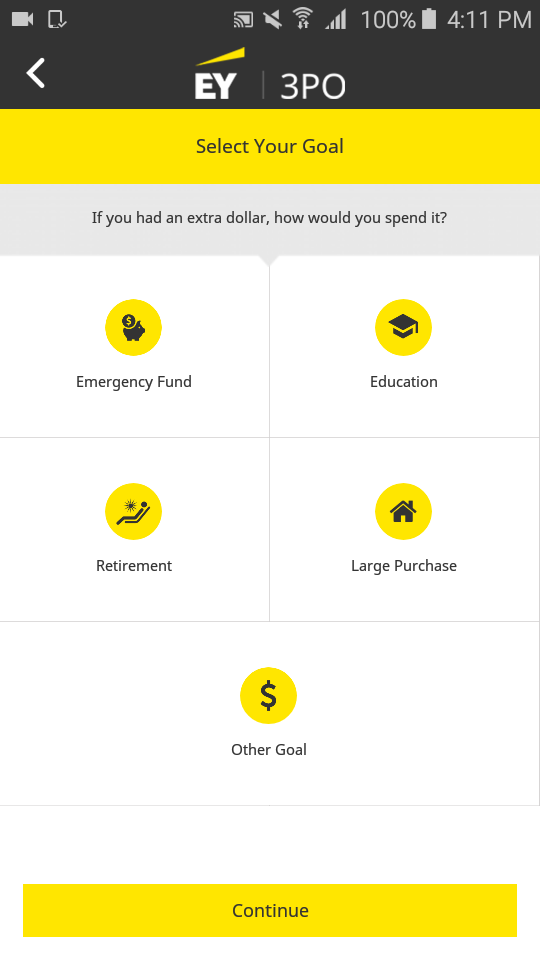 100% 4:11 PM
EY 3PO
Select Your Goal
If you had an extra dollar, how would you spend it?
$
Emergency Fund
Education
Retirement
Large Purchase
$
Other Goal
Continue